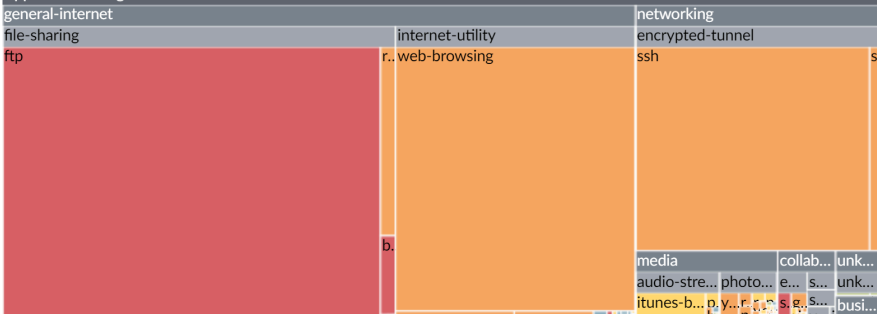 general-internet
networking
file-sharing
internet-utility
encrypted-tunnel
ftp
r..
web-browsing
ssh
s
b.
media
collab...
unk...
audio-stre...
photo...
e...
s...
unk...
itunes-b...
p.
y...
r.
s.
g..
s...
busi...